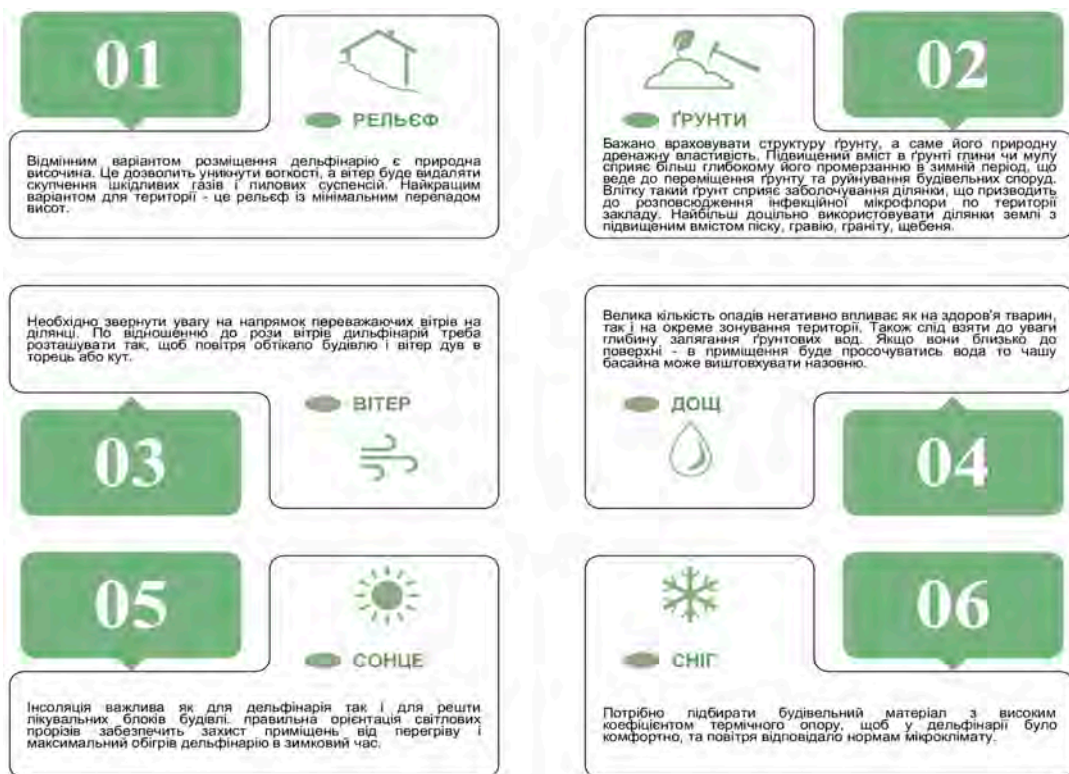 01
РЕЛЬЄФ
Відмінним варіантом розміщення дельфінарію є природна
височина. Це дозволить уникнути вогкості, а вітер буде видаляти
скупчення шкідливих газів і пилових суспенсій. Найкращим
варіантом для території - це рельєф із мінімальним перепадом
висот.
02
ҐРУНТИ
Бажано враховувати структуру ґрунту, а саме його природну
дренажну властивість. Підвищений вміст в ґрунті глини чи мулу
сприяє більш глибокому його промерзанню в зимній період, що
веде до переміщення ґрунту та руйнування будівельних споруд.
Влітку такий ґрунт сприяє заболочування ділянки, що призводить
до розповсюдження інфекційної мікрофлори по території
закладу. Найбільш доцільно використовувати ділянки землі з
підвищеним вмістом піску, гравію, граніту, щебеня.
Необхідно звернути увагу на напрямок переважаючих вітрів на
ділянці. По відношенню до рози вітрів дильфінарій треба
розташувати так, щоб повітря обтікало будівлю і вітер дув в
торець або кут.
03
ВІТЕР
Велика кількість опадів негативно впливає як на здоров'я тварин,
так і на окреме зонування території. Також слід взяти до уваги
глибину залягання ґрунтових вод. Якщо вони близько до
поверхні - в приміщення буде просочуватись вода то чашу
басайна може виштовхувати назовню.
ДОЩ
04
05
СОНЦЕ
Інсоляція важлива як для дельфінарія так і для решти
лікувальних блоків будівлі. правильна орієнтація світлових
прорізів забезпечить захист приміщень від перегріву і
максимальний обігрів дельфінарію в зимковий час.
06
СНІГ
Потрібно підбирати будівельний матеріал з високим
коефіцієнтом термічного опору, щоб у дельфінарії було
комфортно, та повітря відповідало нормам мікроклімату.